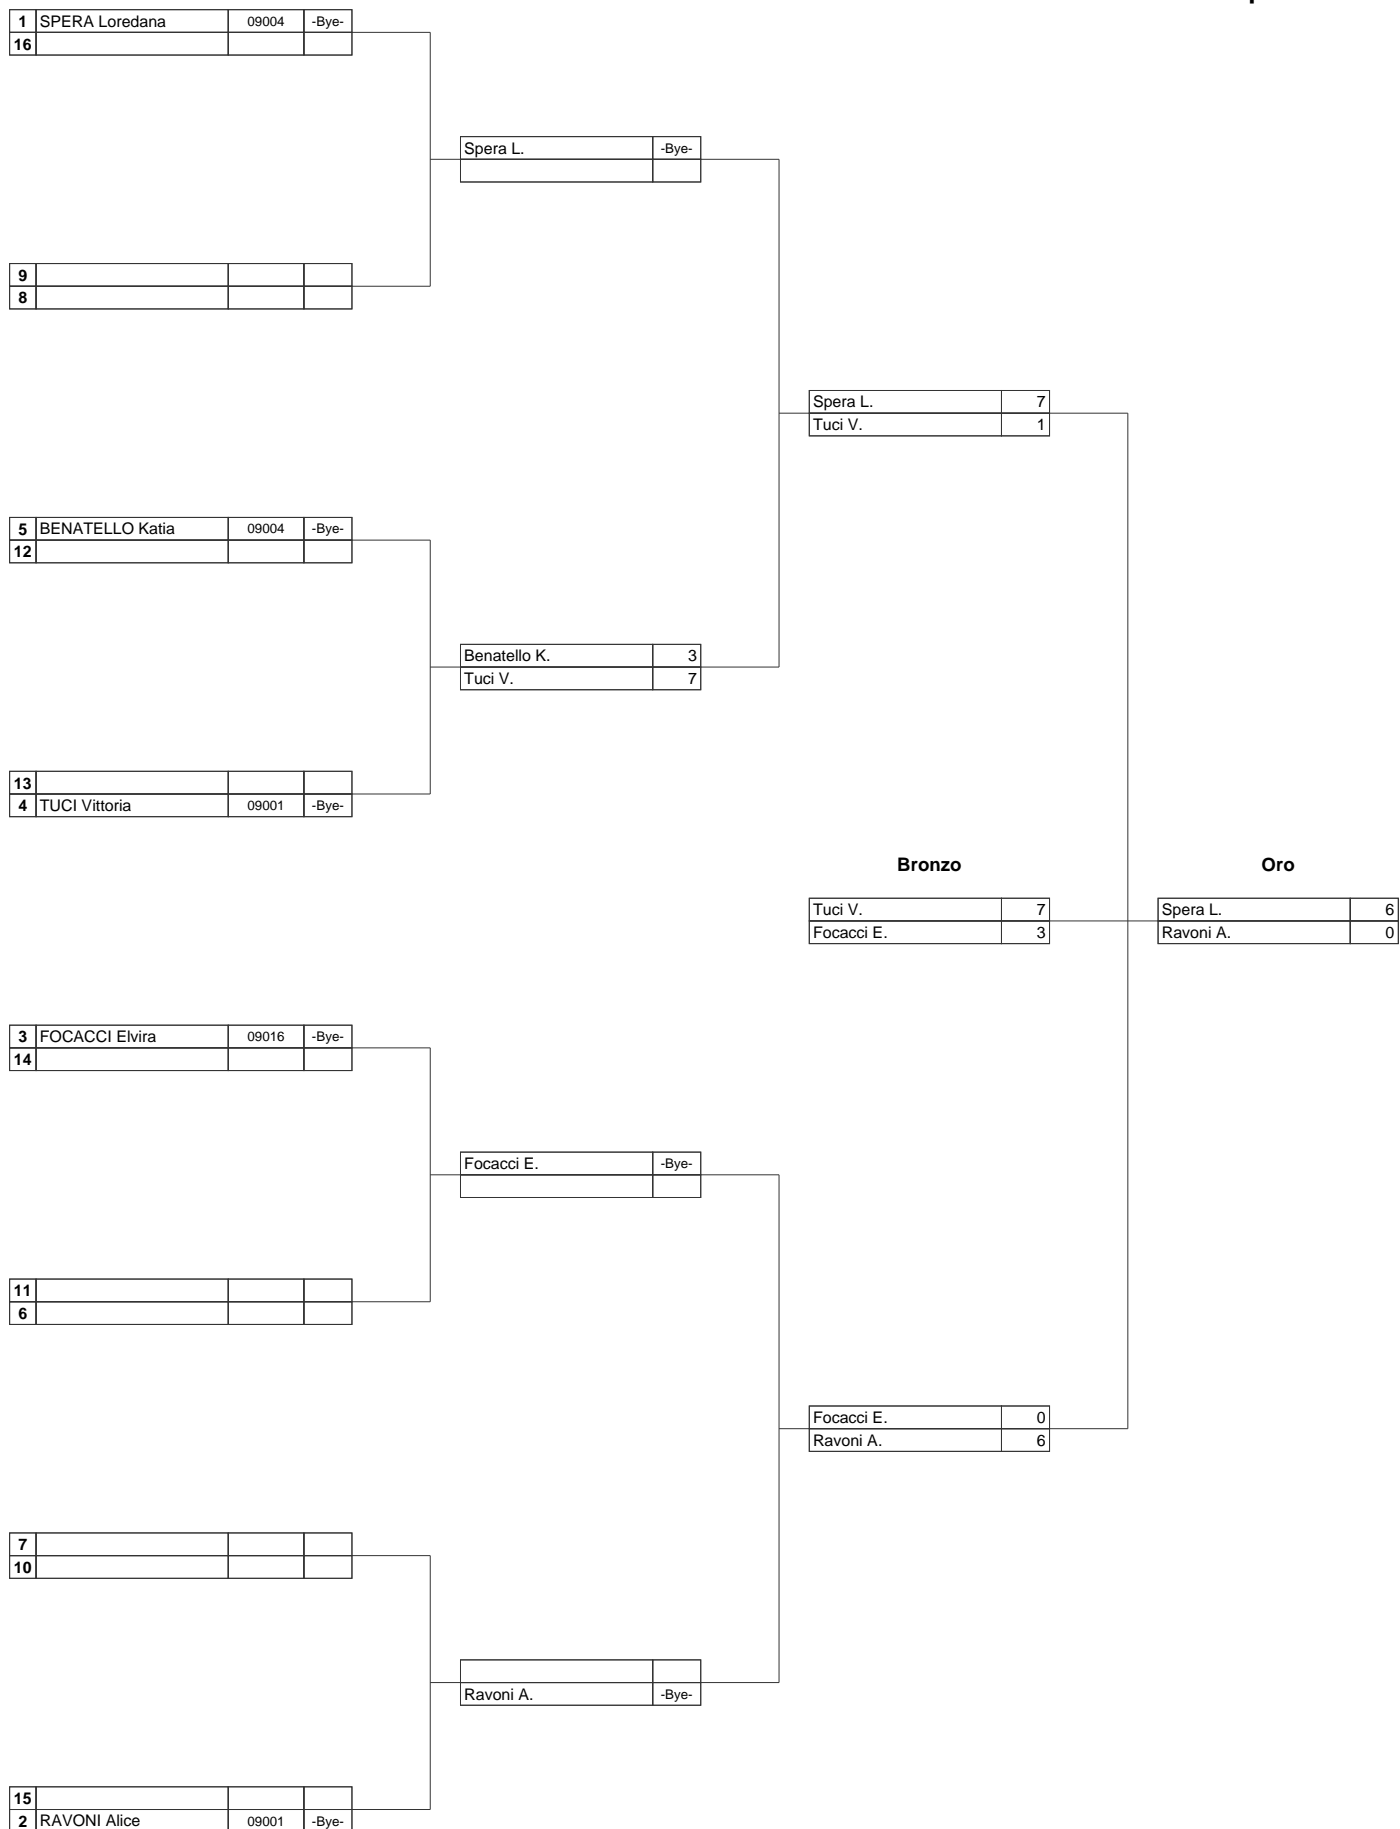 1 SPERA Loredana 09004 -Bye-
16
Spera L. -Bye-
9
8
Spera L. 7
Tuci V. 1
5 BENATELLO Katia 09004 -Bye-
12
Benatello K. 3
Tuci V. 7
13
4 TUCI Vittoria 09001 -Bye-
Bronzo Oro
Tuci V. 7 Spera L. 6
Focacci E. 3 Ravoni A. 0
3 FOCACCI Elvira 09016 -Bye-
14
Focacci E. -Bye-
11
6
Focacci E. 0
Ravoni A. 6
7
10
Ravoni A. -Bye-
15
2 RAVONI Alice 09001 -Bye-